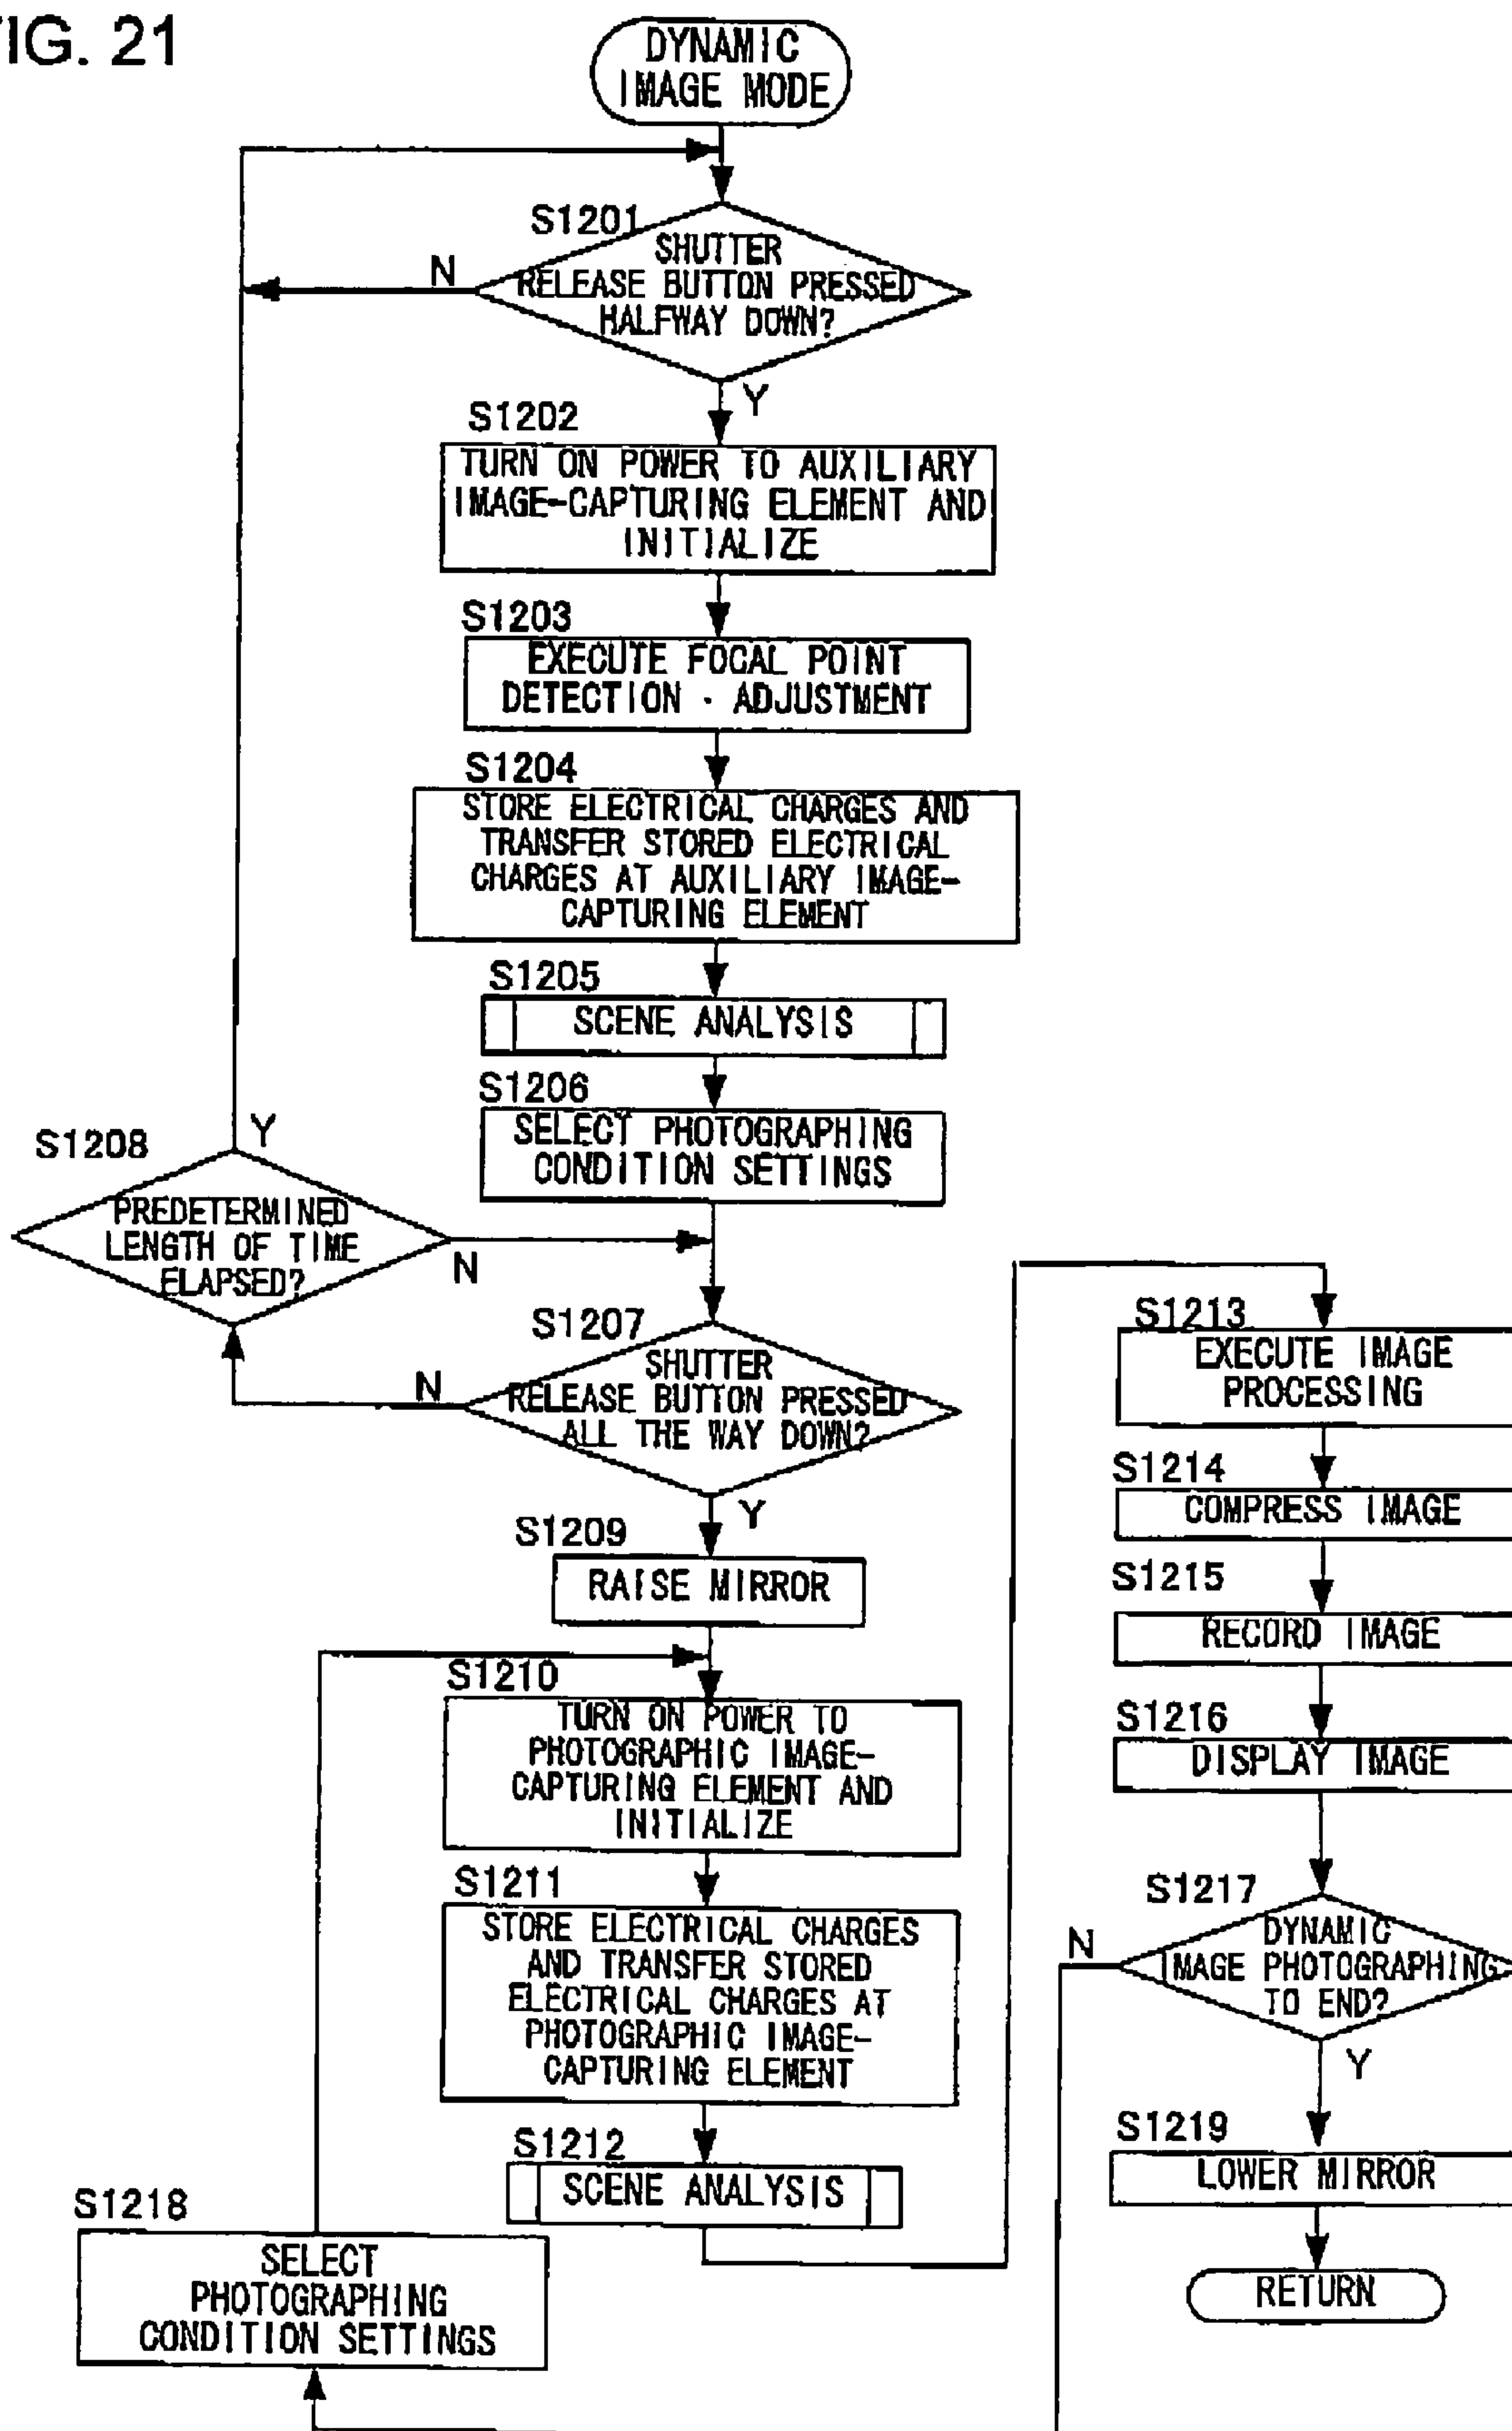 FIG. 21
DYNAMIC
IMAGE MODE
S1201
SHUTTER
RELEASE BUTTON PRESSED
HALFWAY DOWN?
N
Y
S1202
TURN ON POWER TO AUXILIARY
IMAGE-CAPTURING ELEMENT AND
INITIALIZE
S1203
EXECUTE FOCAL POINT
DETECTION · ADJUSTMENT
S1204
STORE ELECTRICAL CHARGES AND
TRANSFER STORED ELECTRICAL
CHARGES AT AUXILIARY IMAGE-
CAPTURING ELEMENT
S1205
SCENE ANALYSIS
S1206
SELECT PHOTOGRAPHING
CONDITION SETTINGS
S1208
Y
PREDETERMINED
LENGTH OF TIME
ELAPSED?
N
S1207
SHUTTER
RELEASE BUTTON PRESSED
ALL THE WAY DOWN?
N
Y
S1209
RAISE MIRROR
S1210
TURN ON POWER TO
PHOTOGRAPHIC IMAGE-
CAPTURING ELEMENT AND
INITIALIZE
S1211
STORE ELECTRICAL CHARGES
AND TRANSFER STORED
ELECTRICAL CHARGES AT
PHOTOGRAPHIC IMAGE-
CAPTURING ELEMENT
S1212
SCENE ANALYSIS
S1213
EXECUTE IMAGE
PROCESSING
S1214
COMPRESS IMAGE
S1215
RECORD IMAGE
S1216
DISPLAY IMAGE
S1217
DYNAMIC
IMAGE PHOTOGRAPHING
TO END?
N
Y
S1218
SELECT
PHOTOGRAPHING
CONDITION SETTINGS
S1219
LOWER MIRROR
RETURN